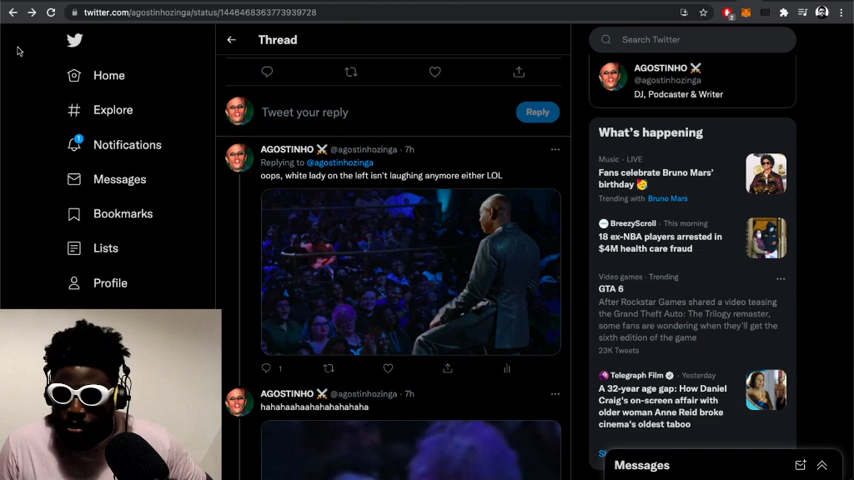 twitter.com/agostinhozinga/status/1446468363773939728
2
Home
Explore
1
Notifications
Messages
Bookmarks
Lists
Profile
Thread
Tweet your reply
Reply
AGOSTINHO @agostinhozinga · 7h
Replying to @agostinhozinga
oops, white lady on the left isn't laughing anymore either LOL
1
AGOSTINHO @agostinhozinga · 7h
hahahaahaahahahahahaha
Search Twitter
AGOSTINHO
@agostinhozinga
DJ, Podcaster & Writer
What's happening
Music · LIVE
Fans celebrate Bruno Mars'
birthday
Trending with Bruno Mars
BreezyScroll · This morning
18 ex-NBA players arrested in
$4M health care fraud
Video games · Trending
GTA 6
After Rockstar Games shared a video teasing
the Grand Theft Auto: The Trilogy remaster,
some fans are wondering when they'll get the
sixth edition of the game
23K Tweets
Telegraph Film · Yesterday
A 32-year age gap: How Daniel
Craig's on-screen affair with
older woman Anne Reid broke
cinema's oldest taboo
Messages